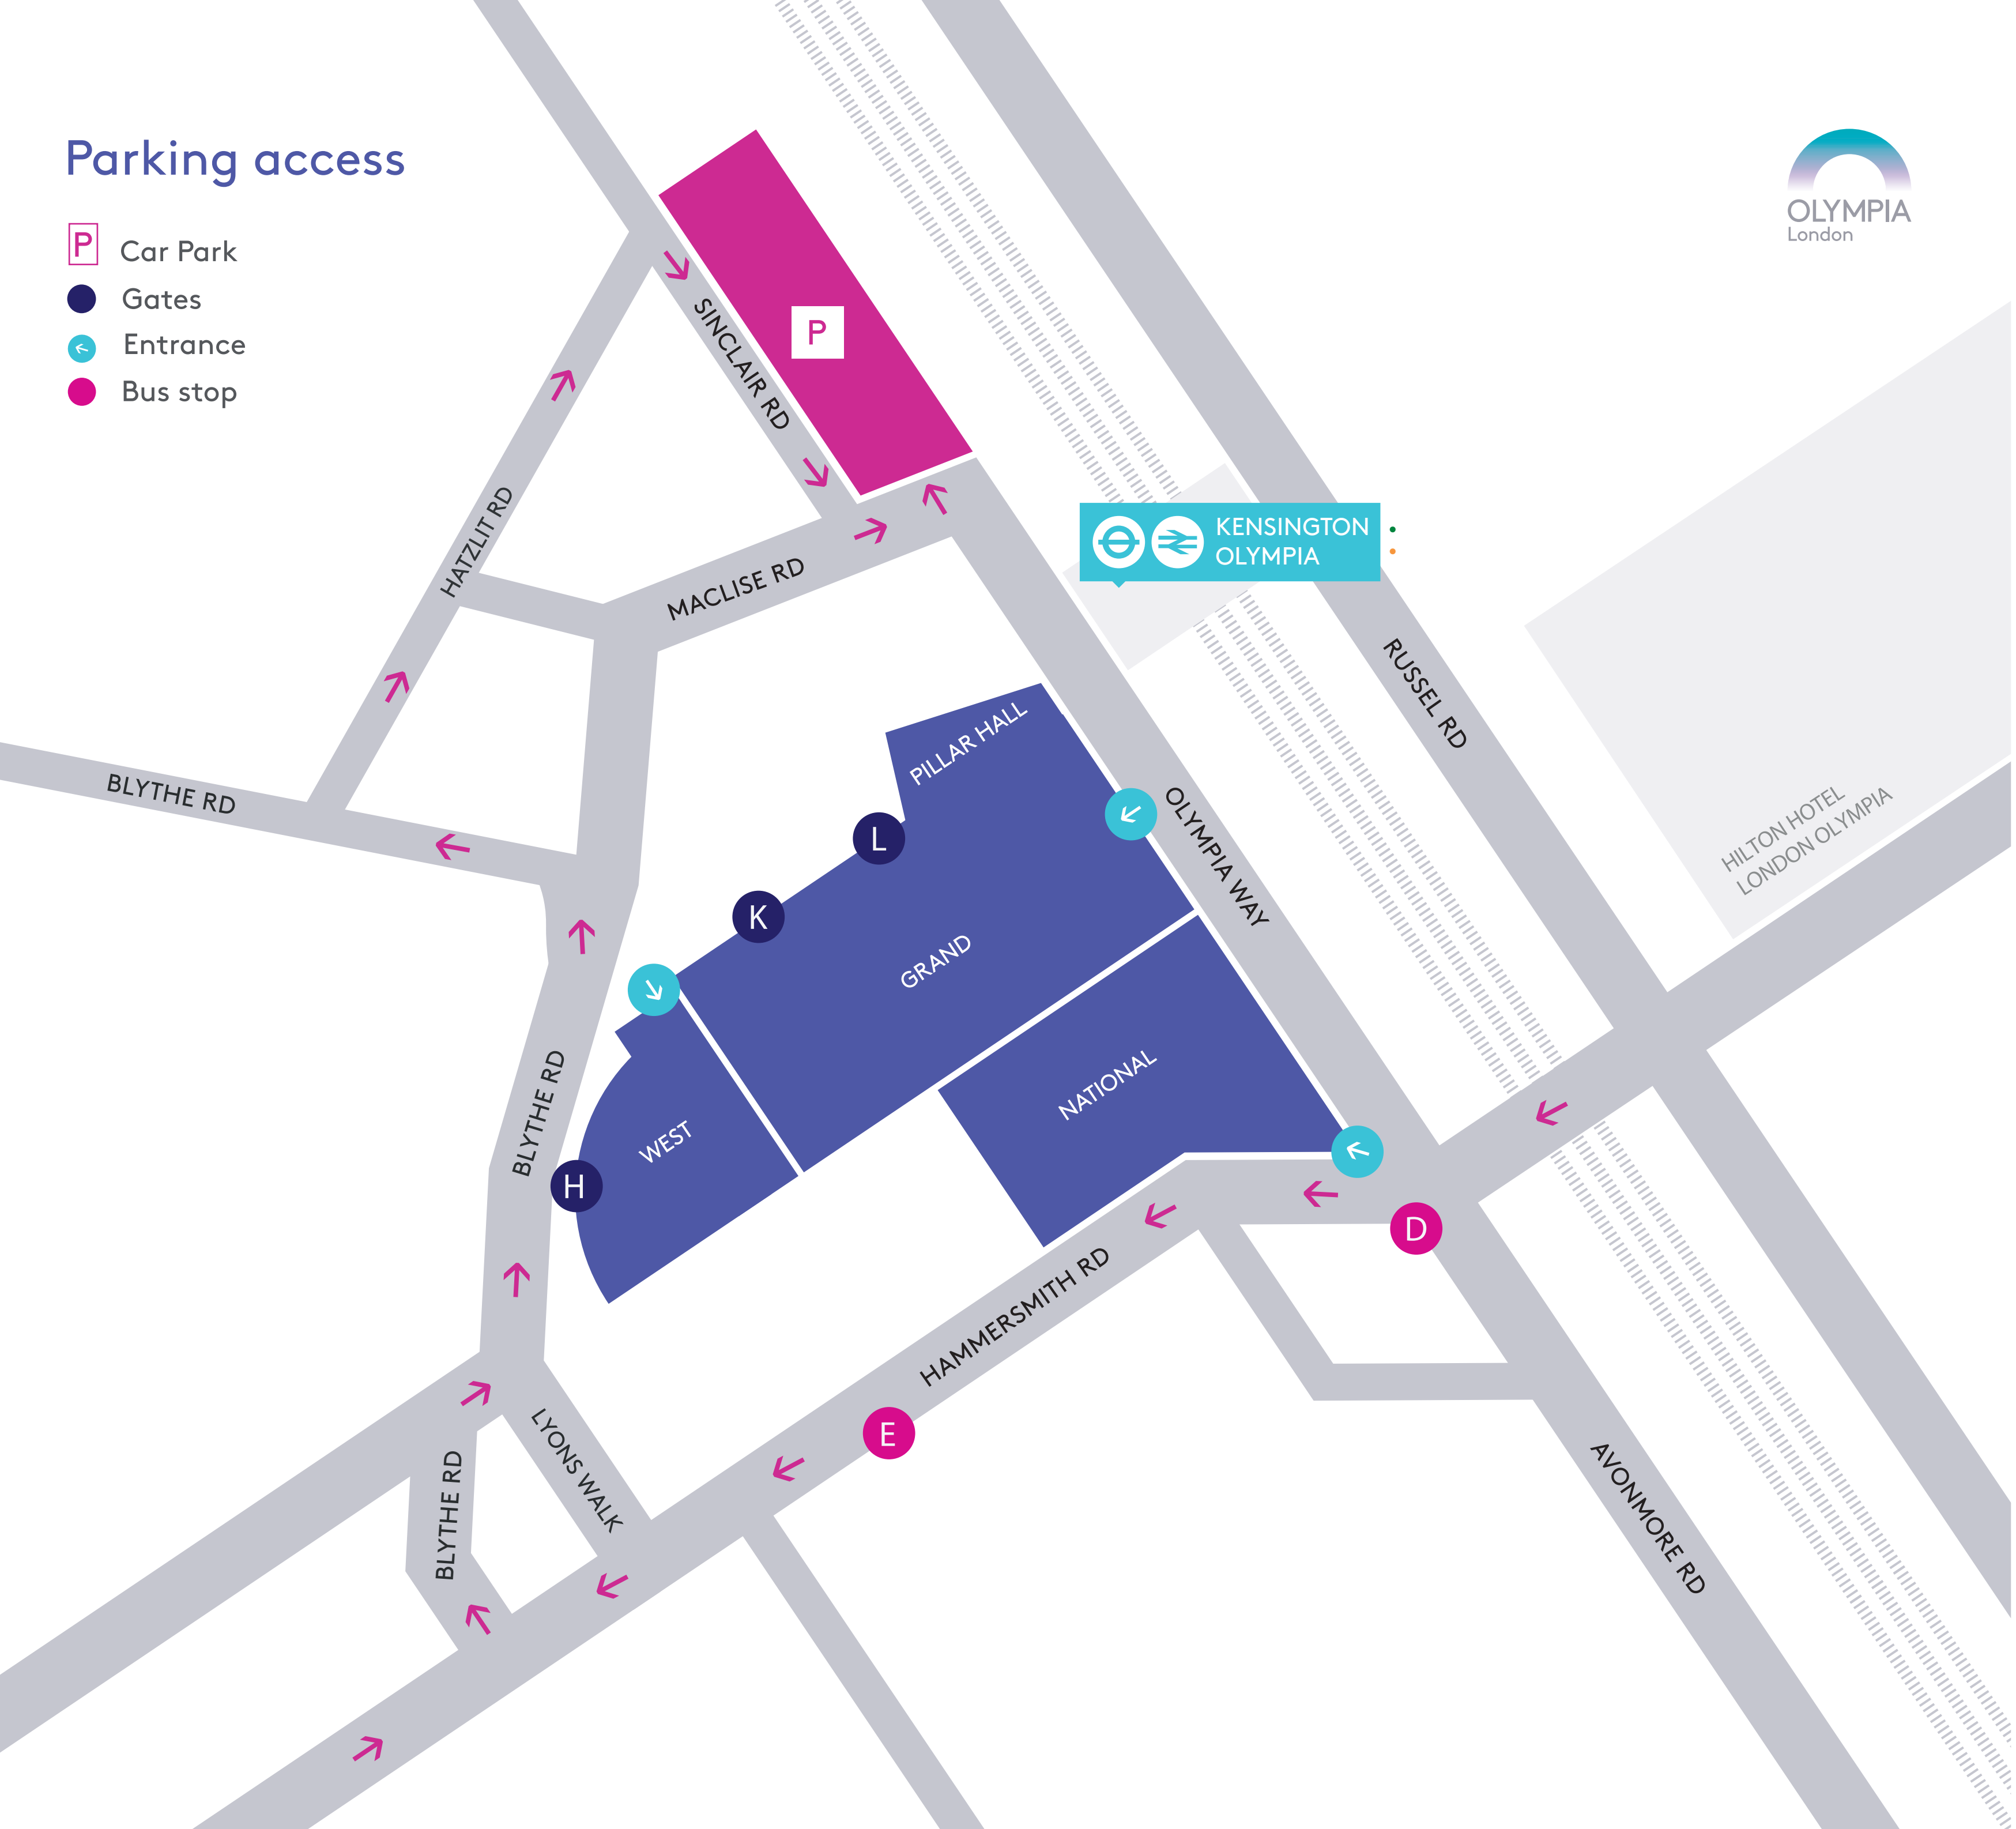 Parking access
P Car Park
Gates
Entrance
Bus stop
OLYMPIA
London
P
SINCLAIR RD
HATZLIT RD
MACLISE RD
KENSINGTON
OLYMPIA
RUSSEL RD
BLYTHE RD
PILLAR HALL
L
OLYMPIA WAY
HILTON HOTEL
LONDON OLYMPIA
K
GRAND
NATIONAL
BLYTHE RD
WEST
H
D
HAMMERSMITH RD
E
LYONS WALK
BLYTHE RD
AVONMORE RD